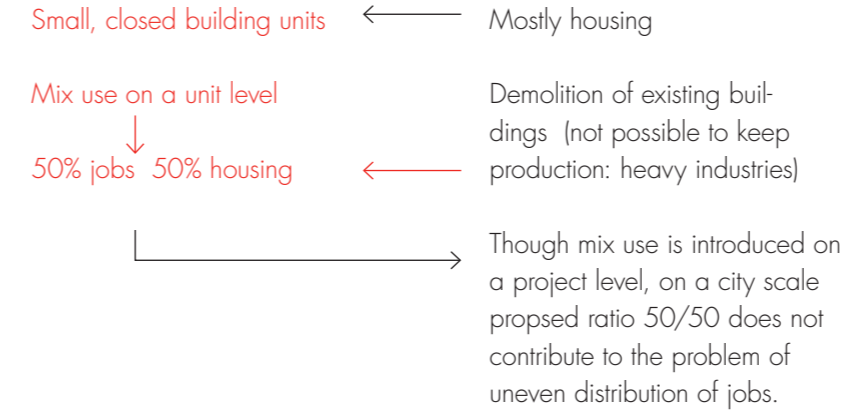 Small, closed building units
Mostly housing
Mix use on a unit level
50% jobs 50% housing
Demolition of existing buil-
dings (not possible to keep
production: heavy industries)
Though mix use is introduced on
a project level, on a city scale
propsed ratio 50/50 does not
contribute to the problem of
uneven distribution of jobs.